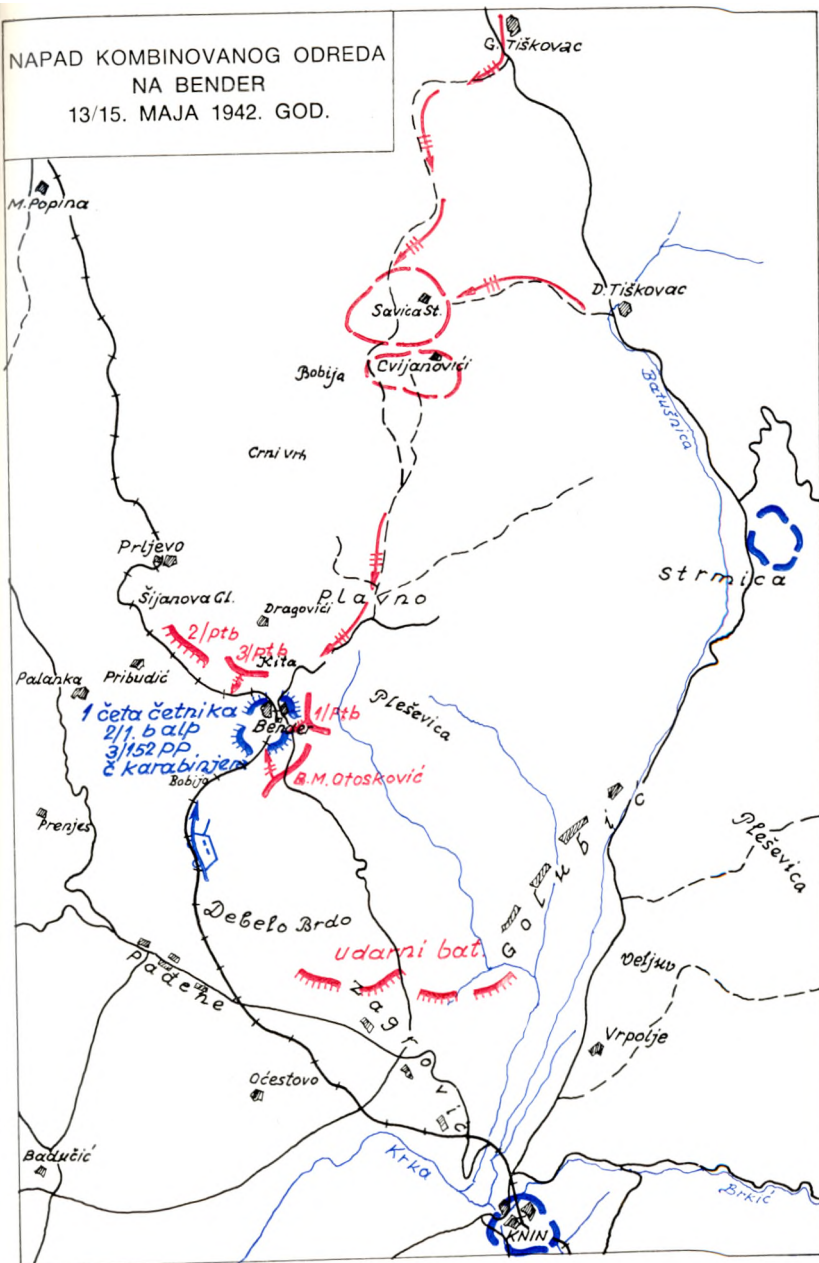 NAPAD KOMBINOVANOG ODREDA
NA BENDER
13/15. MAJA 1942. GOD.
G. Tiškovac
M. Popina
Savica St.
D. Tiškovac
Cvijanovići
Bobija
Batušnica
Crni vrh
Prljevo
Strmica
Šijanova Gl.
Plavno
Dragovići
2/ptb
3/ptb
Kita
Pribudić
Palanka
Pleševica
1 četa četnika
2/1. b alp
3/152 pp
č karabinjera
1/ptb
Bender
B.M. Otosković
Bobija
Prenjes
Golubić
Pleševica
Debelo Brdo
udarni bat.
Padene
Zagrović
Veljuv
Vrpolje
Oćestovo
Badučić
Krka
Brkić
KNIN